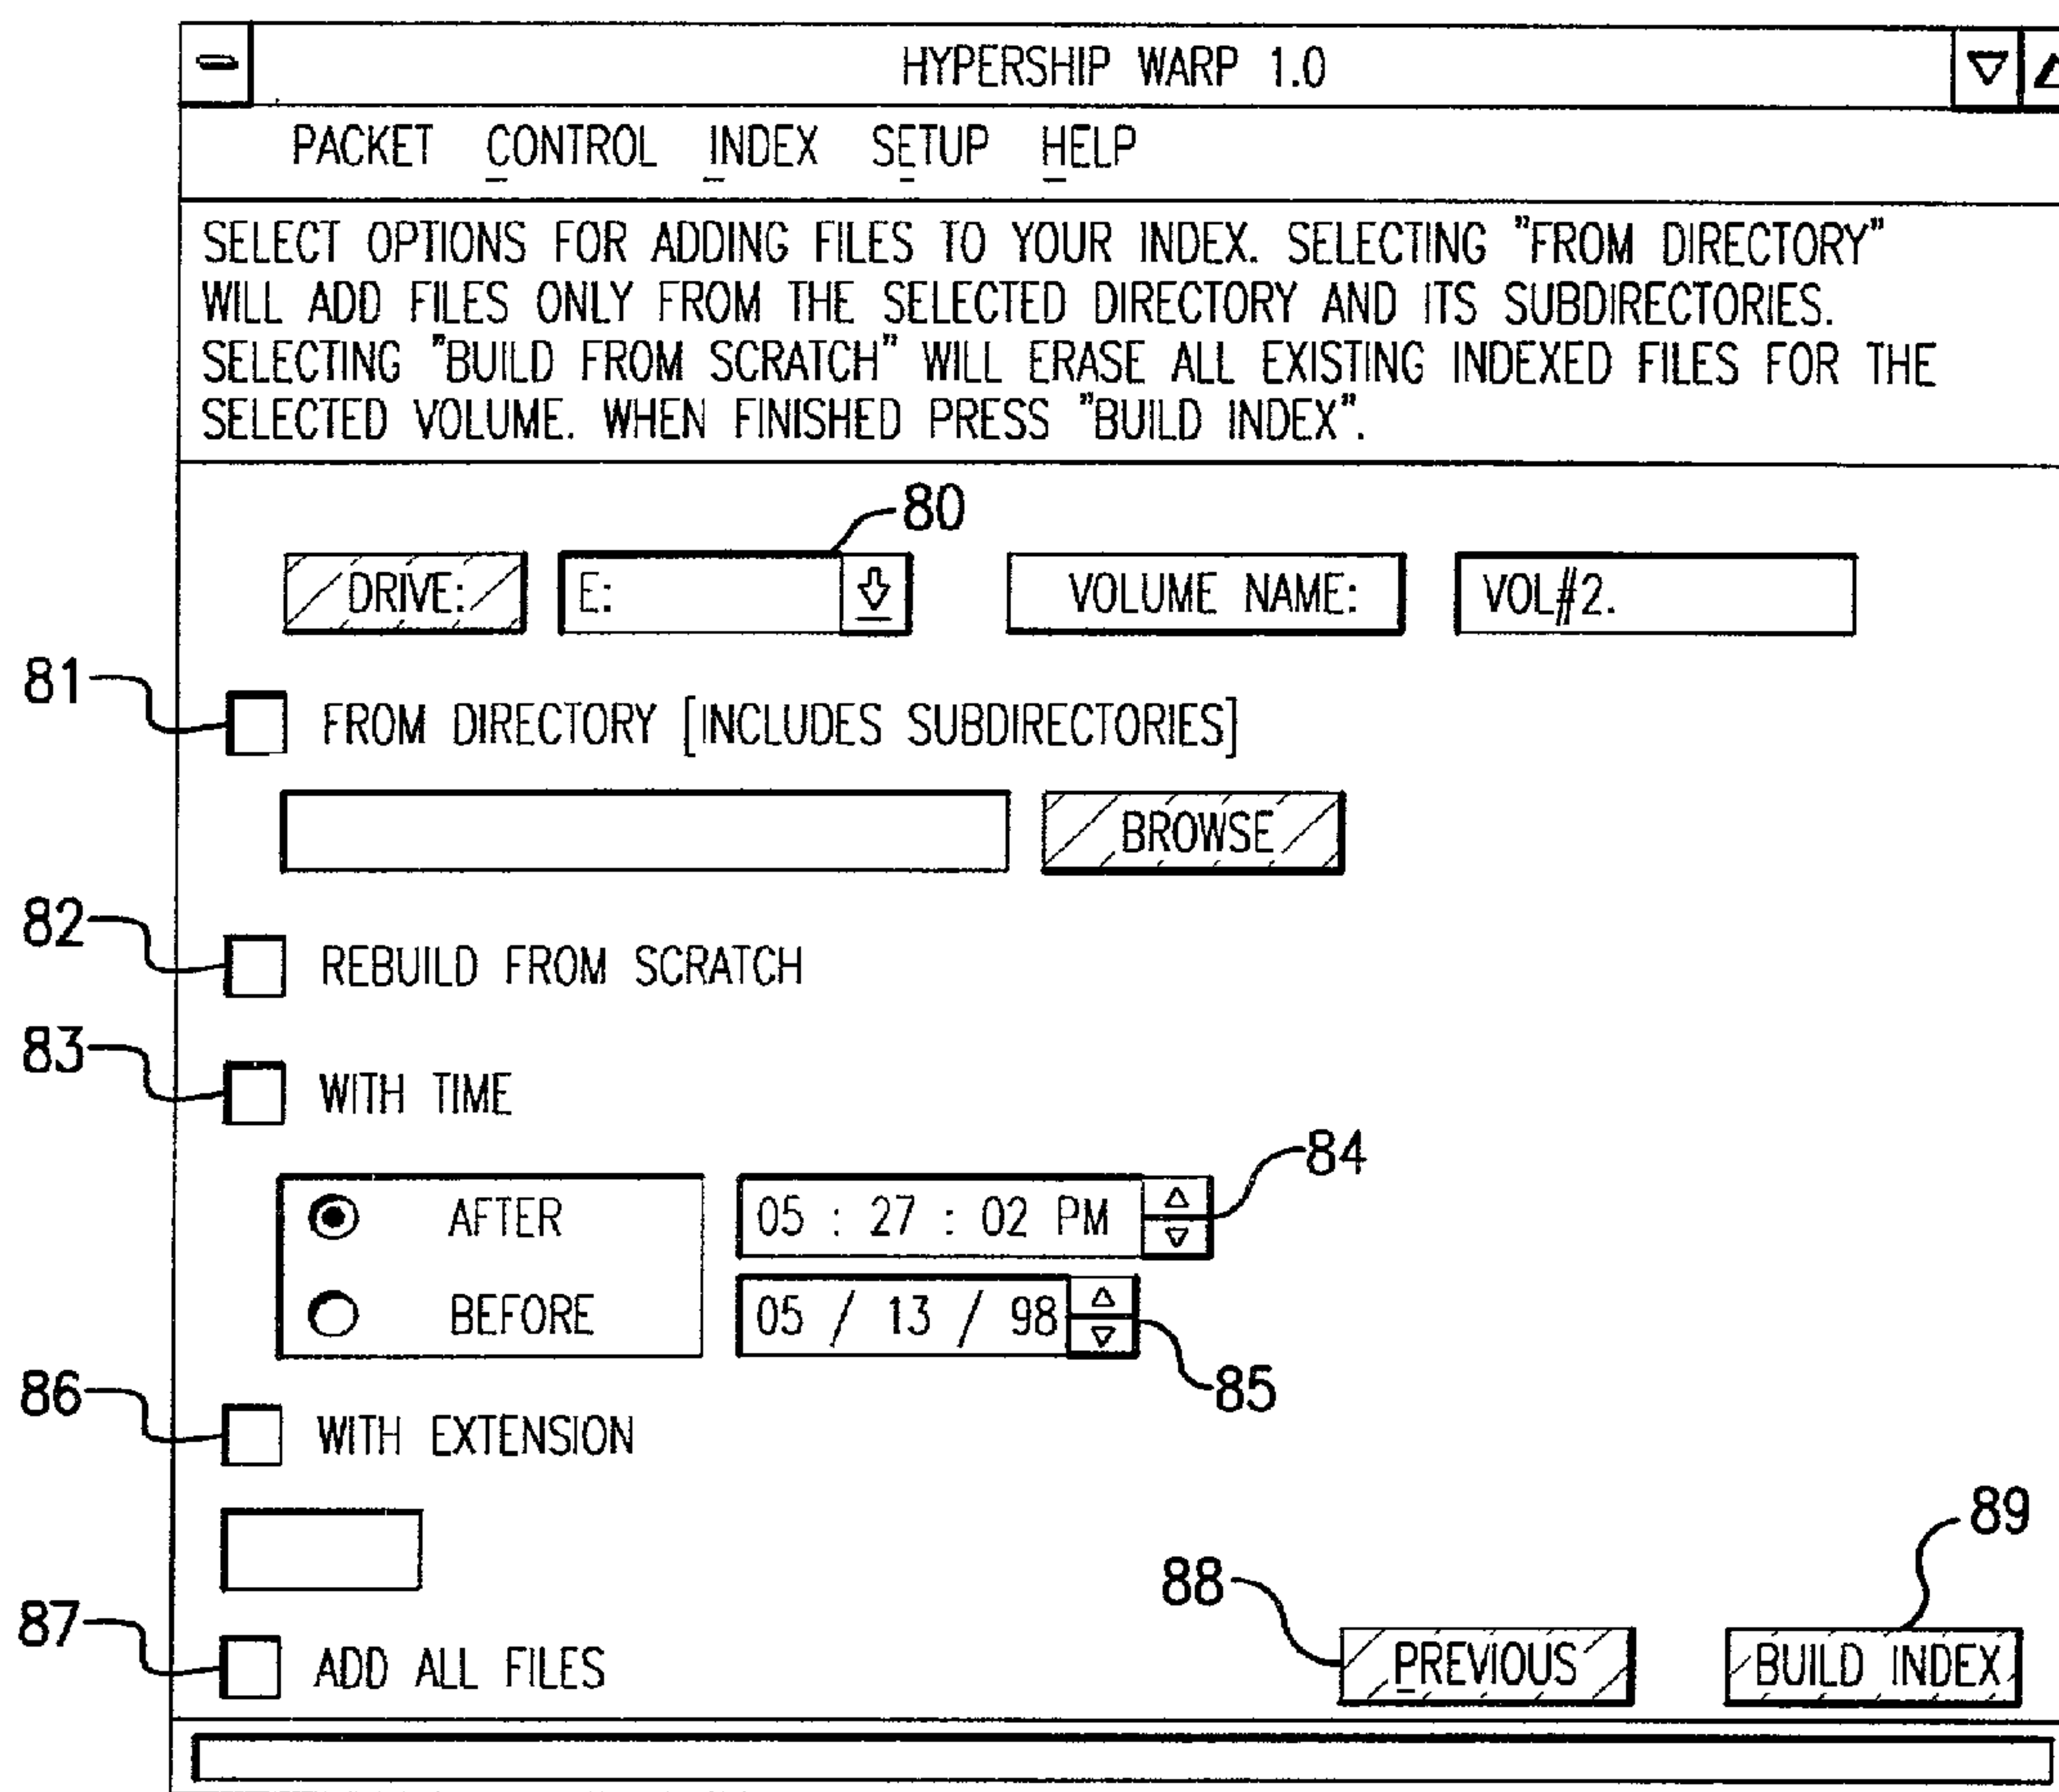 HYPERSHIP WARP 1.0
PACKET CONTROL INDEX SETUP HELP
SELECT OPTIONS FOR ADDING FILES TO YOUR INDEX. SELECTING "FROM DIRECTORY"
WILL ADD FILES ONLY FROM THE SELECTED DIRECTORY AND ITS SUBDIRECTORIES.
SELECTING "BUILD FROM SCRATCH" WILL ERASE ALL EXISTING INDEXED FILES FOR THE
SELECTED VOLUME. WHEN FINISHED PRESS "BUILD INDEX".
80
DRIVE: E: VOLUME NAME: VOL#2.
81
FROM DIRECTORY [INCLUDES SUBDIRECTORIES]
BROWSE
82
REBUILD FROM SCRATCH
83
WITH TIME
84
AFTER 05 : 27 : 02 PM
BEFORE 05 / 13 / 98
85
86
WITH EXTENSION
89
88
87
ADD ALL FILES PREVIOUS BUILD INDEX